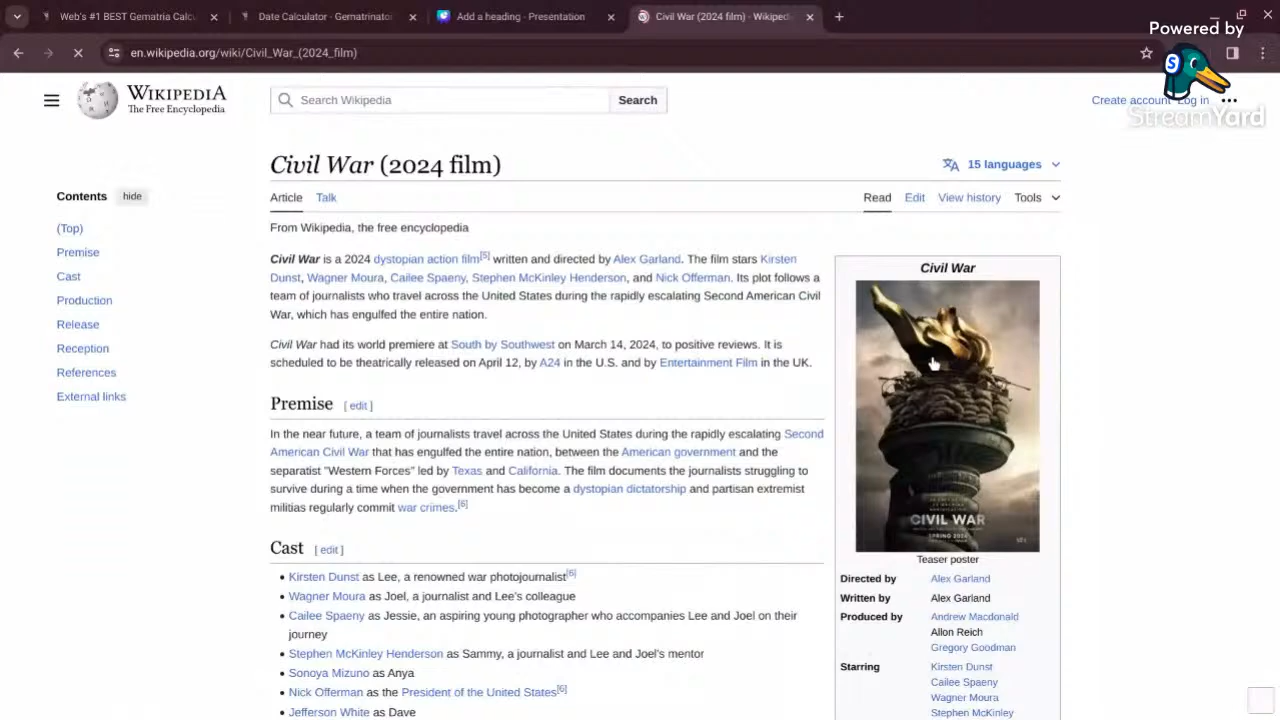 Web's #1 BEST Gematria Calcu
Date Calculator - Gematrinator
Add a heading - Presentation
Civil War (2024 film) - Wikiped
Powered by
StreamYard
en.wikipedia.org/wiki/Civil_War_(2024_film)
WIKIPEDIA
The Free Encyclopedia
Search Wikipedia
Search
Create account
Log in
Civil War (2024 film)
15 languages
Contents
hide
(Top)
Premise
Cast
Production
Release
Reception
References
External links
Article
Talk
Read
Edit
View history
Tools
From Wikipedia, the free encyclopedia
Civil War is a 2024 dystopian action film[5] written and directed by Alex Garland. The film stars Kirsten
Dunst, Wagner Moura, Cailee Spaeny, Stephen McKinley Henderson, and Nick Offerman. Its plot follows a
team of journalists who travel across the United States during the rapidly escalating Second American Civil
War, which has engulfed the entire nation.
Civil War had its world premiere at South by Southwest on March 14, 2024, to positive reviews. It is
scheduled to be theatrically released on April 12, by A24 in the U.S. and by Entertainment Film in the UK.
Premise [ edit ]
In the near future, a team of journalists travel across the United States during the rapidly escalating Second
American Civil War that has engulfed the entire nation, between the American government and the
separatist "Western Forces" led by Texas and California. The film documents the journalists struggling to
survive during a time when the government has become a dystopian dictatorship and partisan extremist
militias regularly commit war crimes.[6]
Cast [ edit ]
• Kirsten Dunst as Lee, a renowned war photojournalist[6]
• Wagner Moura as Joel, a journalist and Lee's colleague
• Cailee Spaeny as Jessie, an aspiring young photographer who accompanies Lee and Joel on their
journey
• Stephen McKinley Henderson as Sammy, a journalist and Lee and Joel's mentor
• Sonoya Mizuno as Anya
• Nick Offerman as the President of the United States[6]
• Jefferson White as Dave
Civil War
CIVIL WAR
SPRING 2024
Teaser poster
Directed by Alex Garland
Written by Alex Garland
Produced by Andrew Macdonald
Allon Reich
Gregory Goodman
Starring Kirsten Dunst
Cailee Spaeny
Wagner Moura
Stephen McKinley